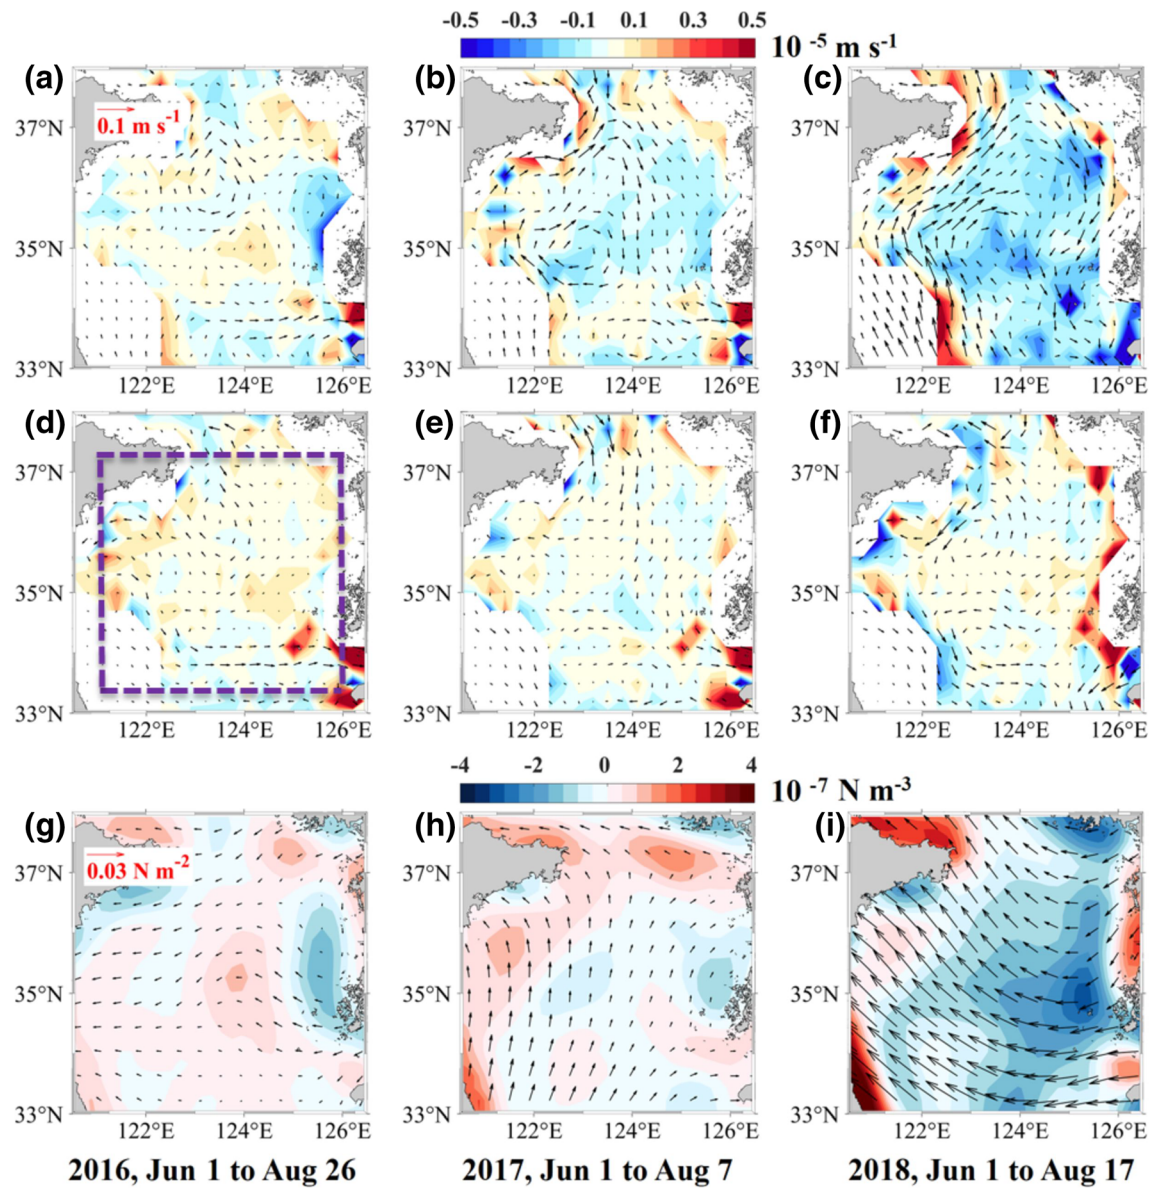 -0.5 -0.3 -0.1 0.1 0.3 0.5
10 -5 m s-1
(a) (b) (c)
0.1 m s-1
37°N 37°N 37°N
35°N 35°N 35°N
33°N 33°N 33°N
122°E 124°E 126°E 122°E 124°E 126°E 122°E 124°E 126°E
(d) (e) (f)
37°N 37°N 37°N
35°N 35°N 35°N
33°N 33°N 33°N
122°E 124°E 126°E 122°E 124°E 126°E 122°E 124°E 126°E
-4 -2 0 2 4
10 -7 N m-3
(g) (h) (i)
0.03 N m-2
37°N 37°N 37°N
35°N 35°N 35°N
33°N 33°N 33°N
122°E 124°E 126°E 122°E 124°E 126°E 122°E 124°E 126°E
2016, Jun 1 to Aug 26 2017, Jun 1 to Aug 7 2018, Jun 1 to Aug 17